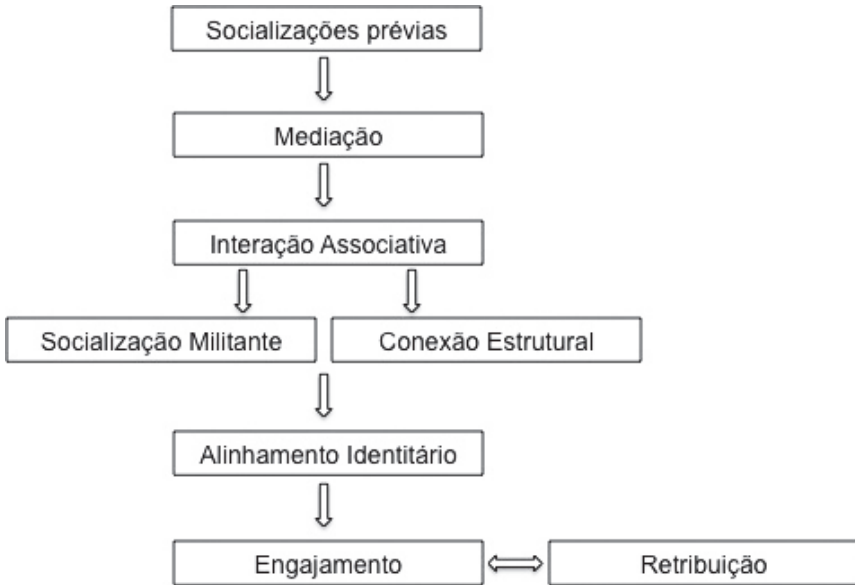 Socializações prévias
Mediação
Interação Associativa
Socialização Militante
Conexão Estrutural
Alinhamento Identitário
Engajamento
Retribuição